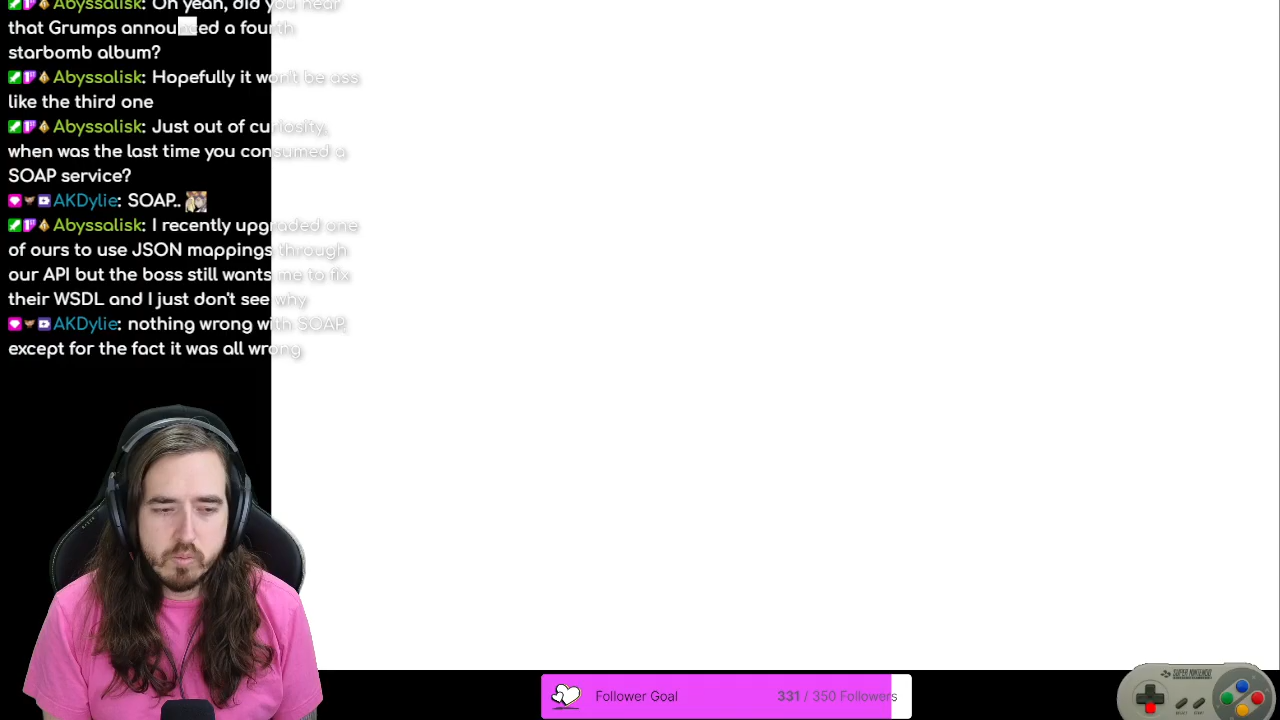 Abyssalisk: Oh yeah, did you hear
that Grumps announced a fourth
starbomb album?
Abyssalisk: Hopefully it won't be ass
like the third one
Abyssalisk: Just out of curiosity,
when was the last time you consumed a
SOAP service?
AKDylie: SOAP..
Abyssalisk: I recently upgraded one
of ours to use JSON mappings through
our API but the boss still wants me to fix
their WSDL and I just don't see why
AKDylie: nothing wrong with SOAP,
except for the fact it was all wrong
Follower Goal 331 / 350 Followers
SUPER NINTENDO
SELECT START